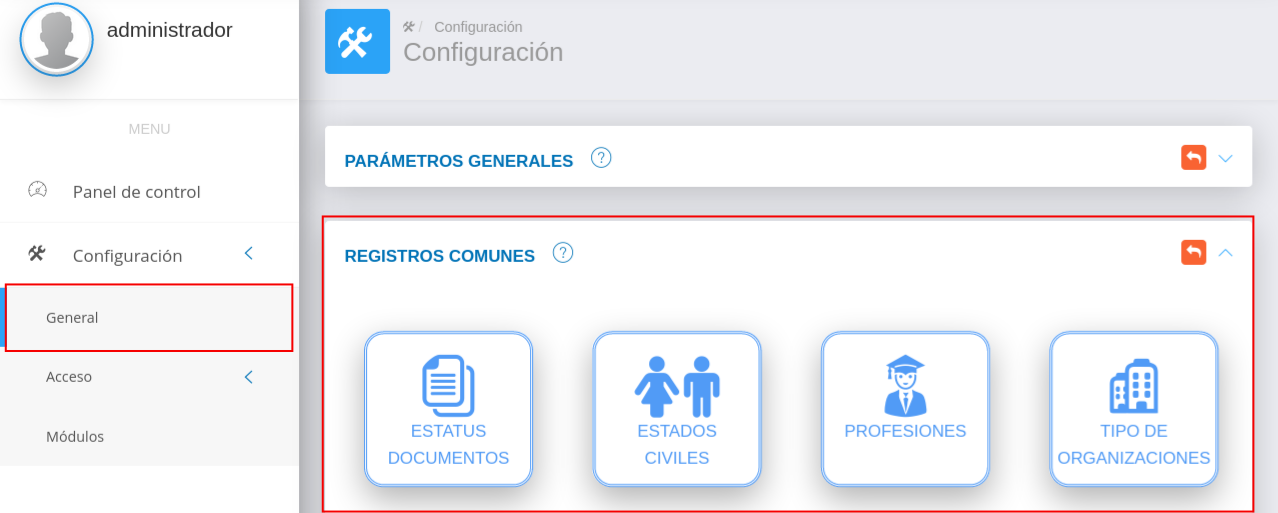 administrador
MENU
Panel de control
Configuración
General
Acceso
Módulos
/ Configuración
Configuración
PARÁMETROS GENERALES ?
REGISTROS COMUNES ?
ESTATUS
DOCUMENTOS
ESTADOS
CIVILES
PROFESIONES
TIPO DE
ORGANIZACIONES